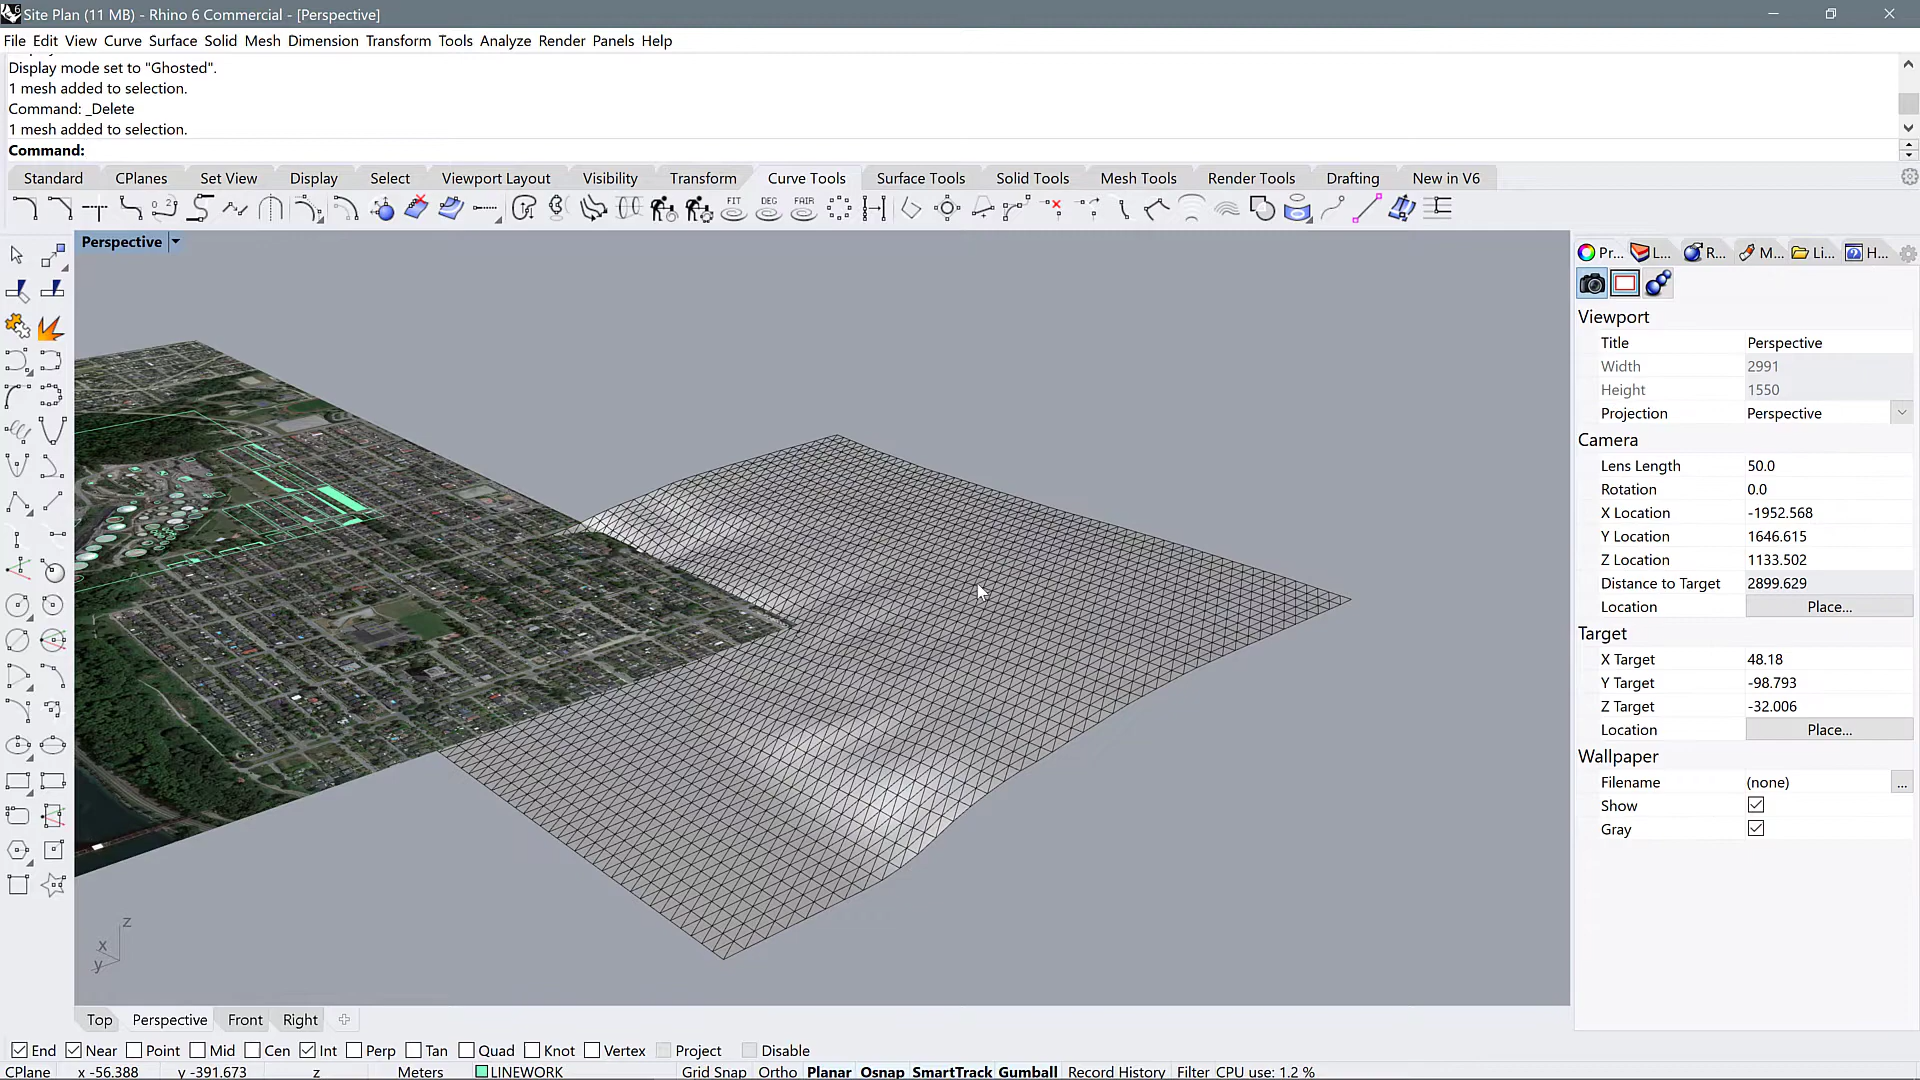 Site Plan (11 MB) - Rhino 6 Commercial - [Perspective]
File Edit View Curve Surface Solid Mesh Dimension Transform Tools Analyze Render Panels Help
Display mode set to "Ghosted".
1 mesh added to selection.
Command: _Delete
1 mesh added to selection.
Command:
Standard CPlanes Set View Display Select Viewport Layout Visibility Transform Curve Tools Surface Tools Solid Tools Mesh Tools Render Tools Drafting New in V6
FIT DEG FAIR
Perspective
Pr... L... R... M... Li... H...
Viewport
Title Perspective
Width 2991
Height 1550
Projection Perspective
Camera
Lens Length 50.0
Rotation 0.0
X Location -1952.568
Y Location 1646.615
Z Location 1133.502
Distance to Target 2899.629
Location Place...
Target
X Target 48.18
Y Target -98.793
Z Target -32.006
Location Place...
Wallpaper
Filename (none) ...
Show
Gray
z
x
y
Top Perspective Front Right
End Near Point Mid Cen Int Perp Tan Quad Knot Vertex Project Disable
CPlane x -56.388 y -391.673 z Meters LINEWORK Grid Snap Ortho Planar Osnap SmartTrack Gumball Record History Filter CPU use: 1.2 %